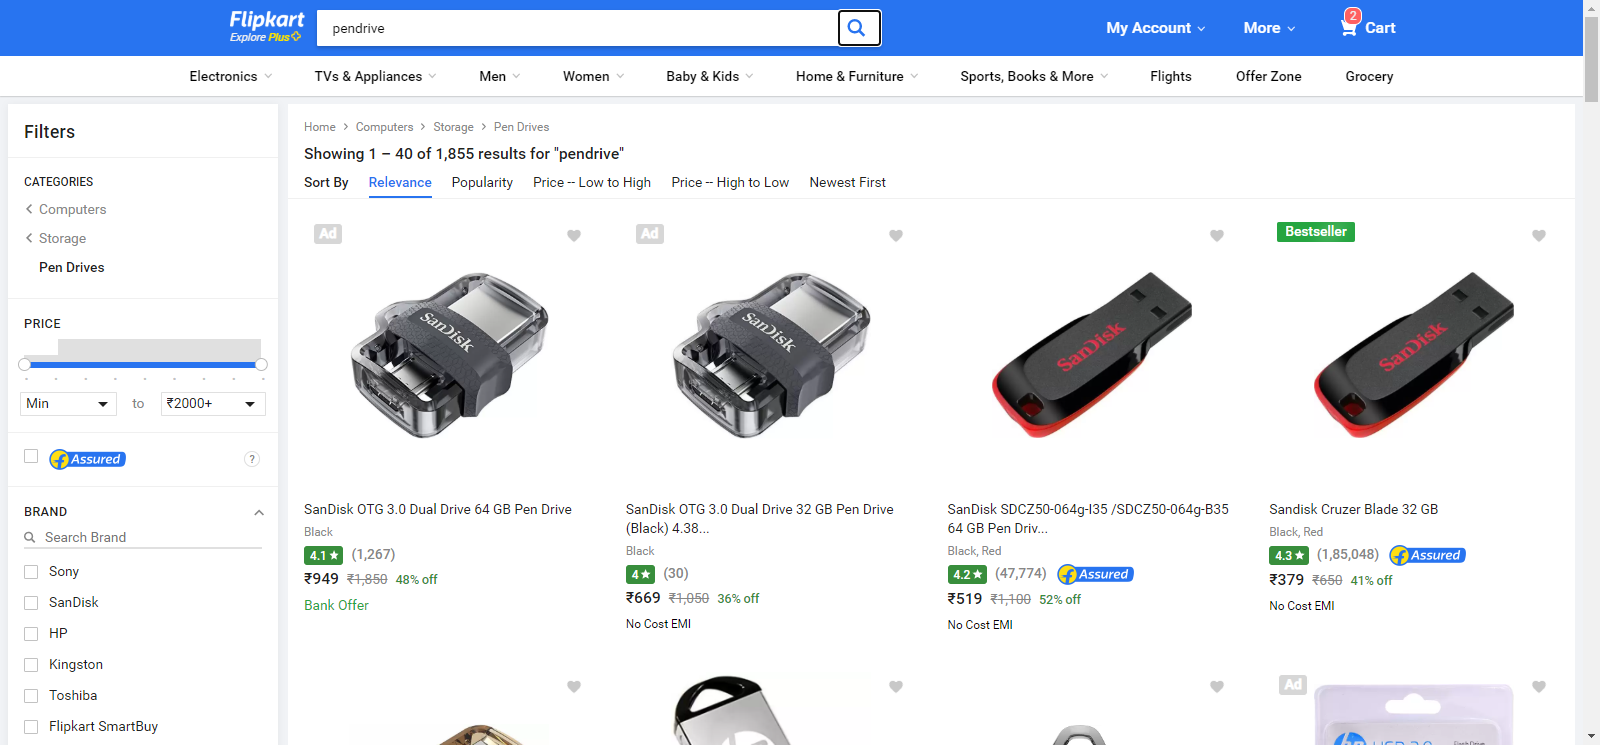 Flipkart
Explore Plus
pendrive
My Account
More
2
Cart
Electronics
TVs & Appliances
Men
Women
Baby & Kids
Home & Furniture
Sports, Books & More
Flights
Offer Zone
Grocery
Filters
CATEGORIES
Computers
Storage
Pen Drives
PRICE
Min
to
₹2000+
Assured
?
BRAND
Search Brand
Sony
SanDisk
HP
Kingston
Toshiba
Flipkart SmartBuy
Home > Computers > Storage > Pen Drives
Showing 1 – 40 of 1,855 results for "pendrive"
Sort By Relevance Popularity Price -- Low to High Price -- High to Low Newest First
Ad
SanDisk
SanDisk OTG 3.0 Dual Drive 64 GB Pen Drive
Black
4.1★ (1,267)
₹949 ₹1,850 48% off
Bank Offer
Ad
SanDisk
SanDisk OTG 3.0 Dual Drive 32 GB Pen Drive
(Black) 4.38...
Black
4★ (30)
₹669 ₹1,050 36% off
No Cost EMI
SanDisk
SanDisk SDCZ50-064g-I35 /SDCZ50-064g-B35
64 GB Pen Driv...
Black, Red
4.2★ (47,774) Assured
₹519 ₹1,100 52% off
No Cost EMI
Bestseller
SanDisk
Sandisk Cruzer Blade 32 GB
Black, Red
4.3★ (1,85,048) Assured
₹379 ₹650 41% off
No Cost EMI
Ad